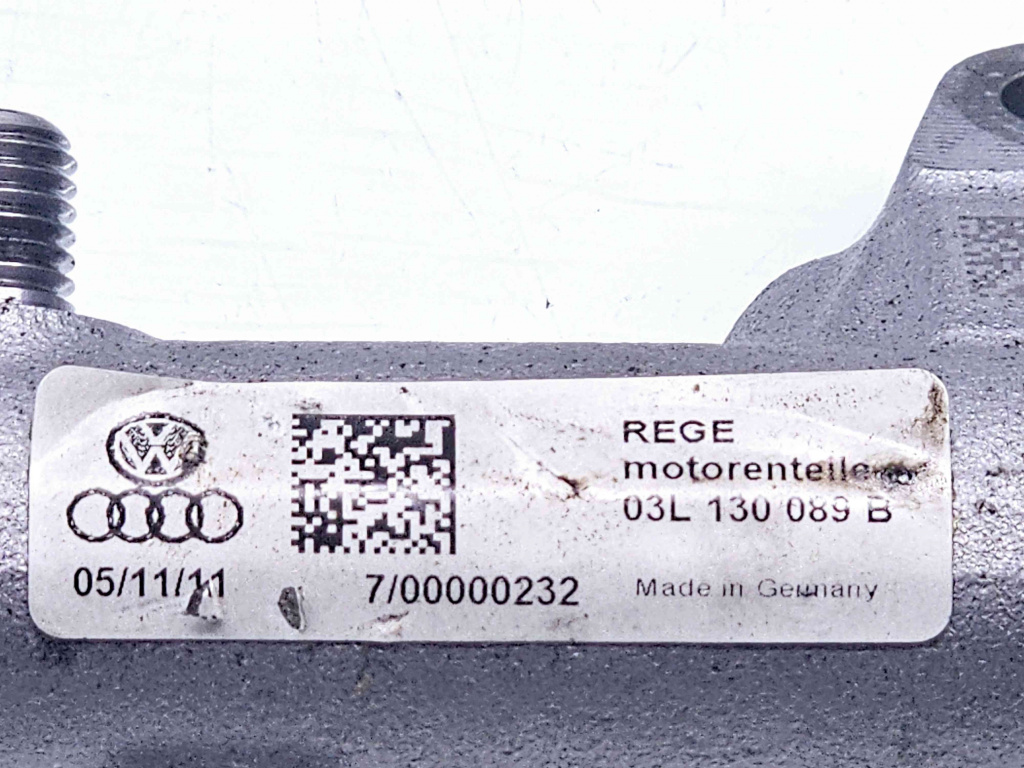 REGE
motorenteile
03L 130 089 B
05/11/11
7/00000232
Made in Germany